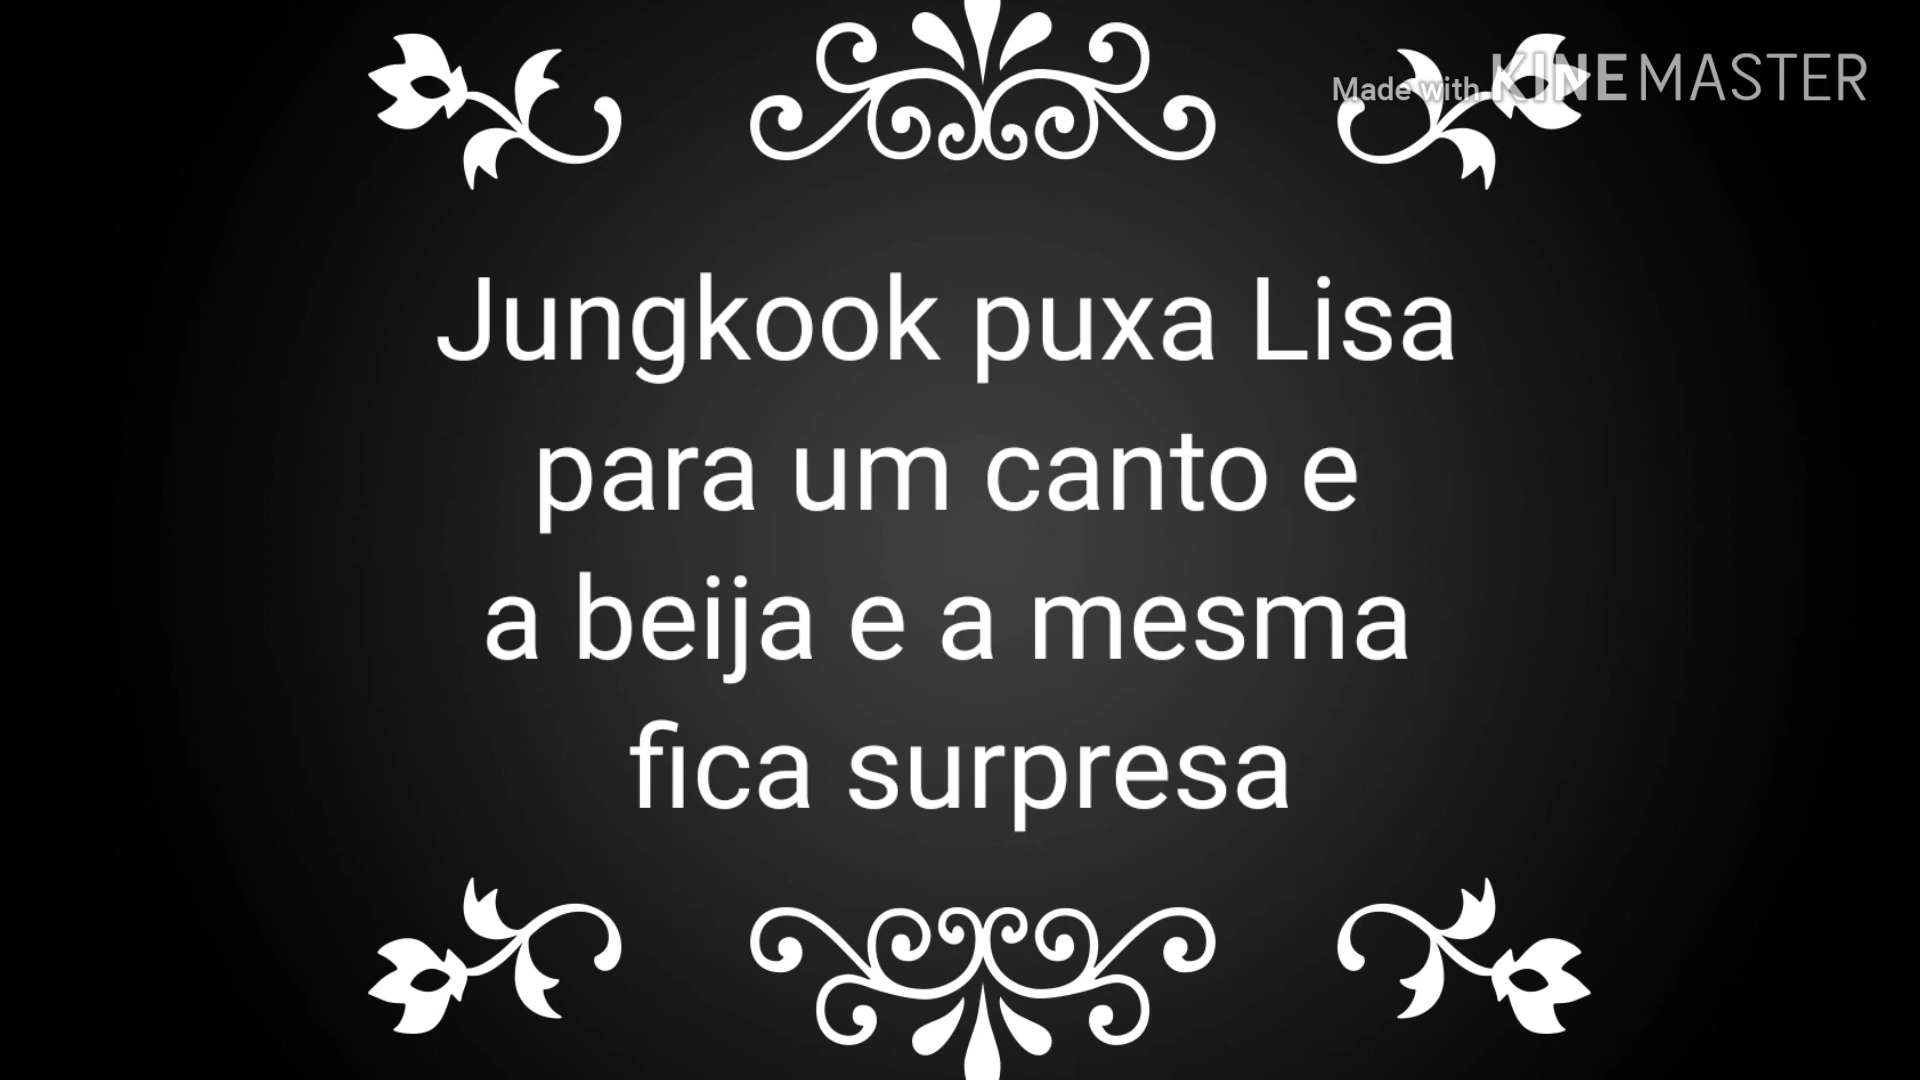 Made with KINEMASTER
Jungkook puxa Lisa
para um canto e
a beija e a mesma
fica surpresa